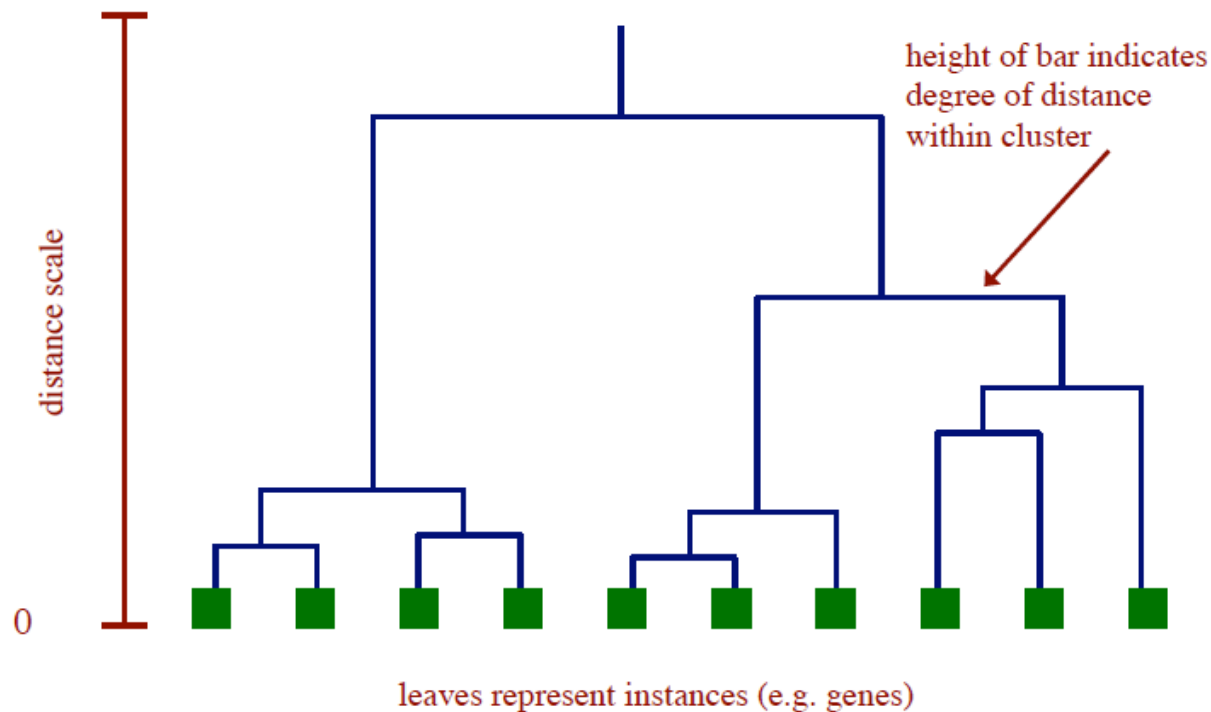 height of bar indicates
degree of distance
within cluster
distance scale
0
leaves represent instances (e.g. genes)